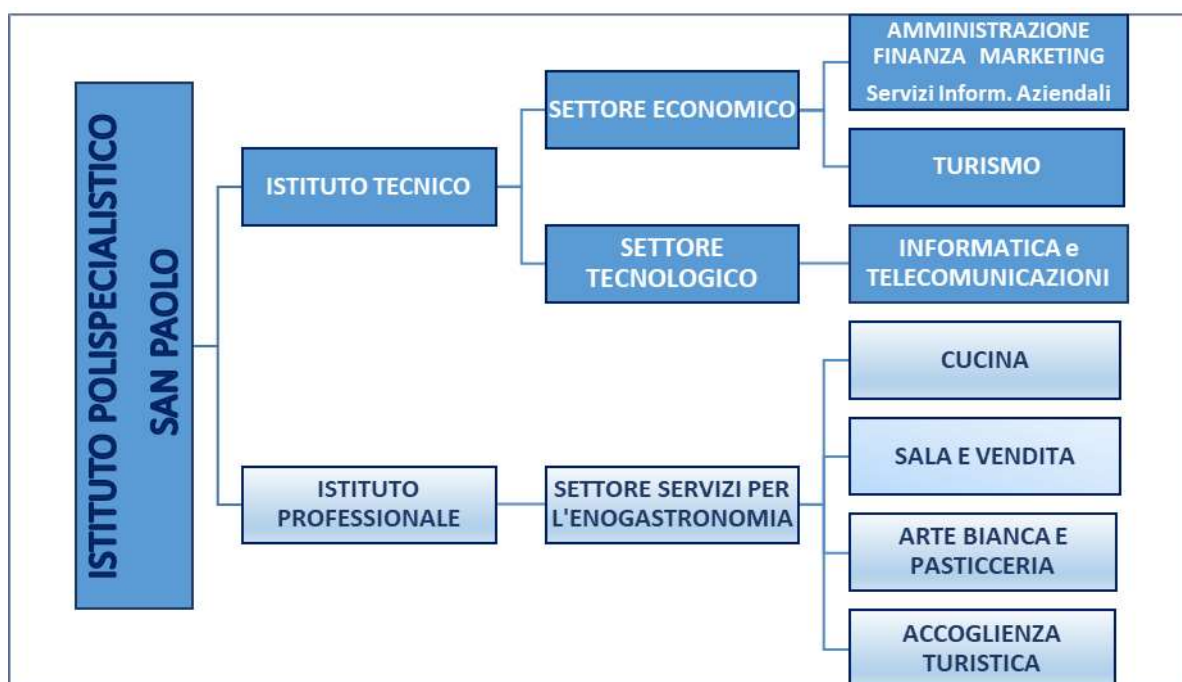 ISTITUTO POLISPECIALISTICO
SAN PAOLO
ISTITUTO TECNICO
SETTORE ECONOMICO
AMMINISTRAZIONE
FINANZA MARKETING
Servizi Inform. Aziendali
TURISMO
SETTORE
TECNOLOGICO
INFORMATICA e
TELECOMUNICAZIONI
ISTITUTO
PROFESSIONALE
SETTORE SERVIZI PER
L'ENOGASTRONOMIA
CUCINA
SALA E VENDITA
ARTE BIANCA E
PASTICCERIA
ACCOGLIENZA
TURISTICA